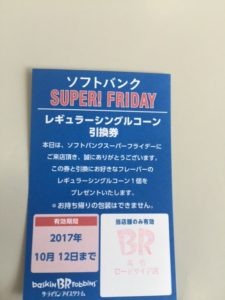 ソフトバンク
SUPER! FRIDAY
レギュラーシングルコーン
引換券
本日は、ソフトバンクスーパーフライデーに
ご来店頂き、誠にありがとうございます。
この券と引換にお好きなフレーバーの
レギュラーシングルコーン1個を
プレゼントいたします。
※お持ち帰りの包装はできません。
有効期間
2017年
10月12日まで
当店舗のみ有効
BR
baskin BR robbins
サーティワン アイスクリーム